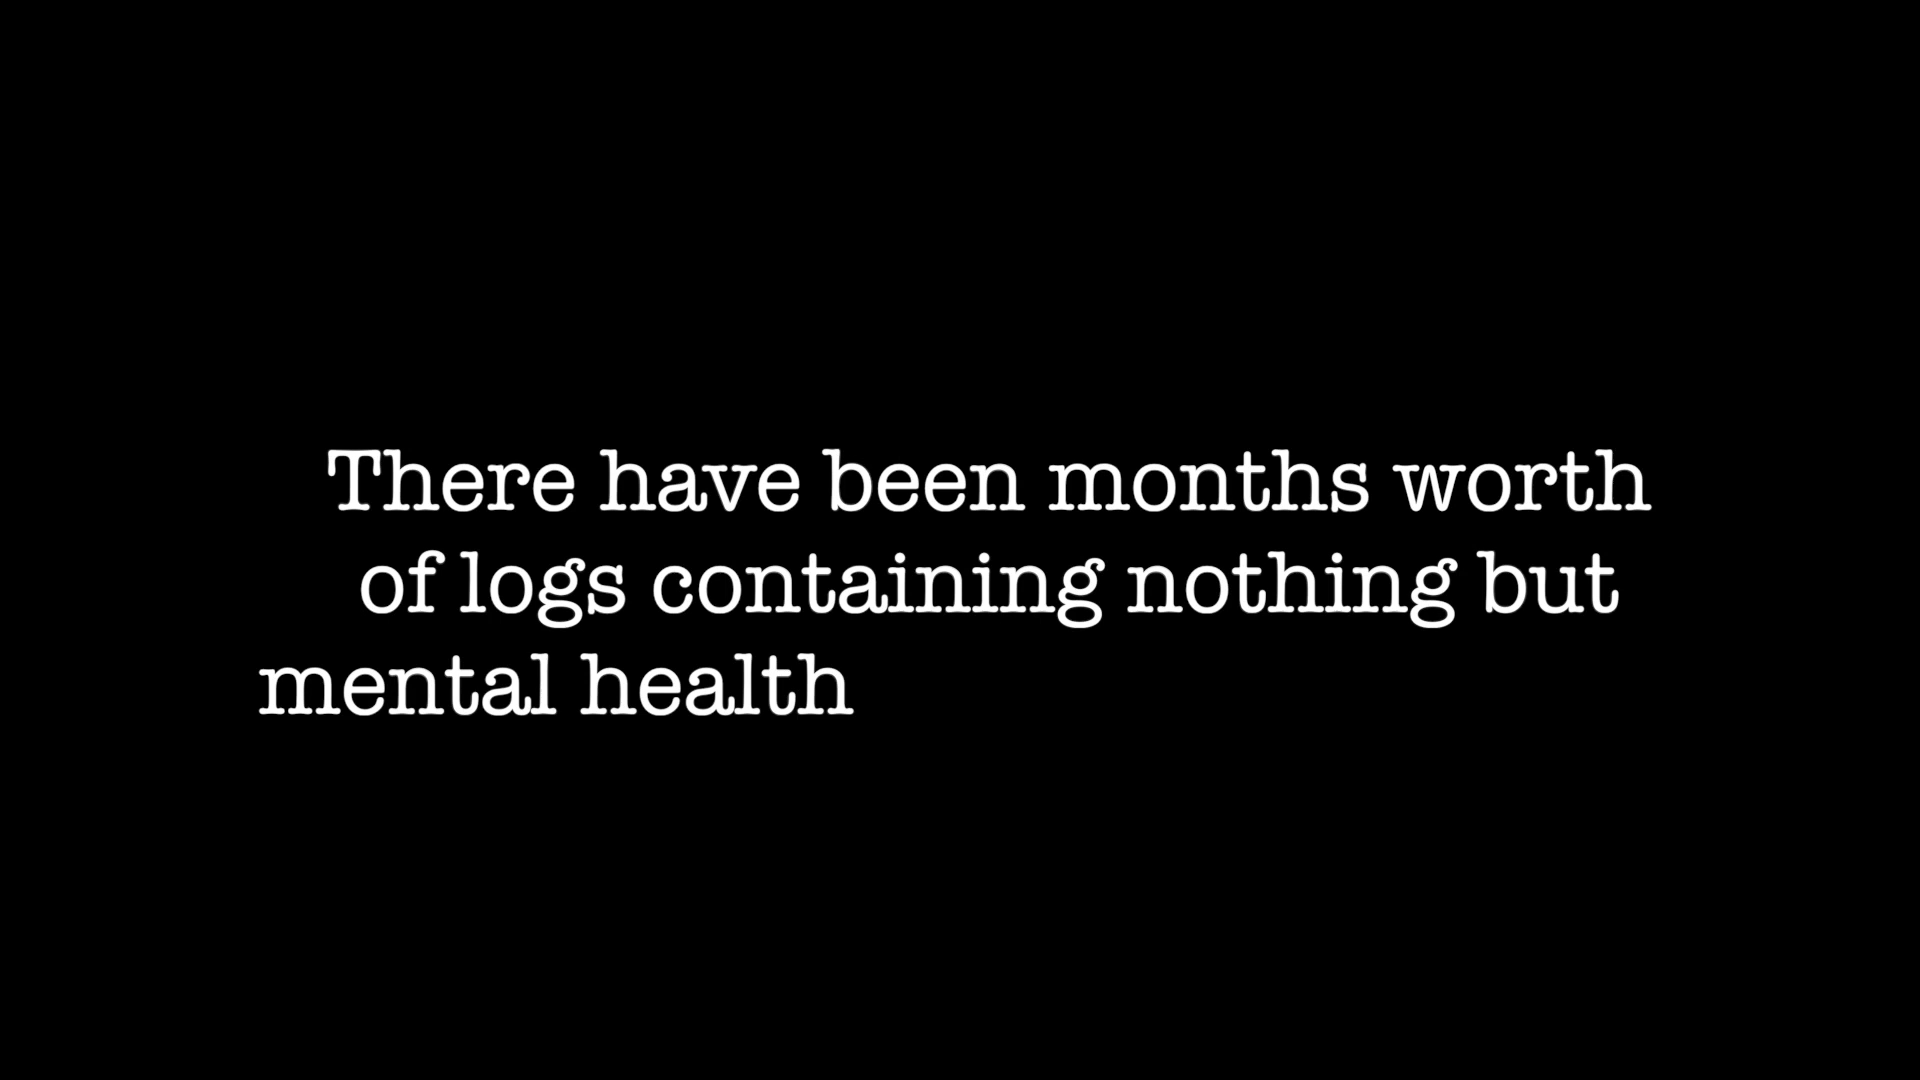 There have been months worth
of logs containing nothing but
mental health